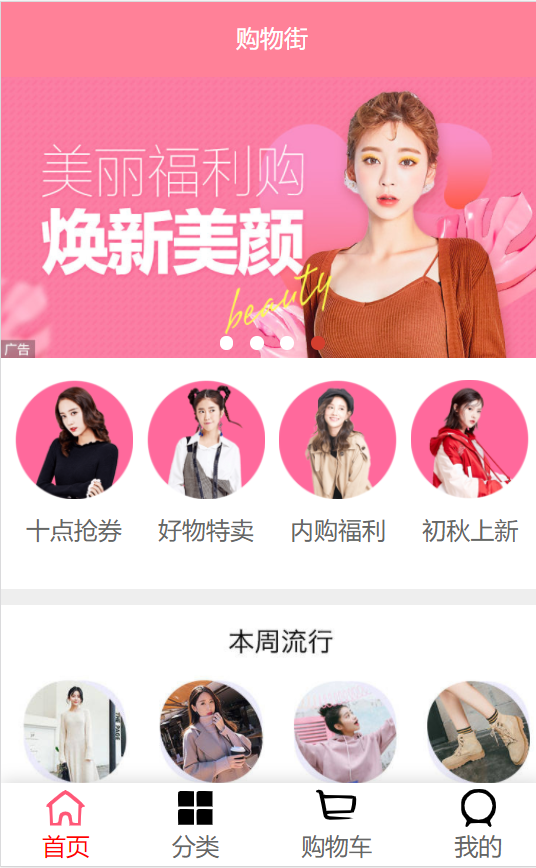 购物街
美丽福利购
焕新美颜
beauty
广告
十点抢券
好物特卖
内购福利
初秋上新
本周流行
首页
分类
购物车
我的